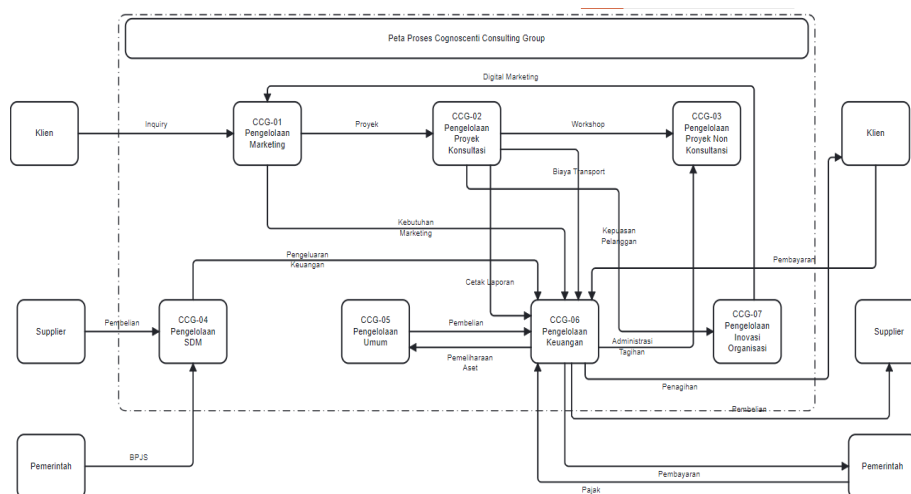 Peta Proses Cognoscenti Consulting Group
Digital Marketing
Klien
Inquiry
CCG-01
Pengelolaan
Marketing
Proyek
CCG-02
Pengelolaan
Proyek
Konsultasi
Workshop
CCG-03
Pengelolaan
Proyek Non
Konsultansi
Klien
Biaya Transport
Kebutuhan
Marketing
Kepuasan
Pelanggan
Pengeluaran
Keuangan
Pembayaran
Cetak Laporan
Supplier
Pembelian
CCG-04
Pengelolaan
SDM
CCG-05
Pengelolaan
Umum
Pembelian
Pemeliharaan
Aset
CCG-06
Pengelolaan
Keuangan
Administrasi
Tagihan
CCG-07
Pengelolaan
Inovasi
Organisasi
Supplier
Penagihan
Pembelian
Pemerintah
BPJS
Pembayaran
Pajak
Pemerintah